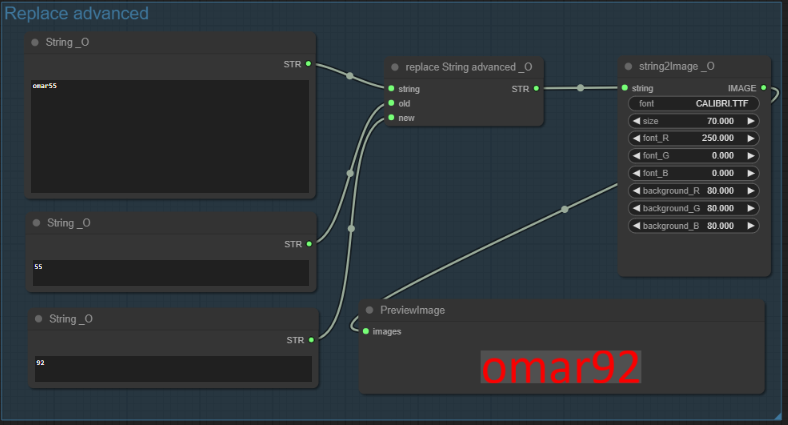 Replace advanced
String _O
STR
omar55
String _O
STR
55
String _O
STR
92
replace String advanced _O
string STR
old
new
string2Image _O
string IMAGE
font CALIBRI.TTF
size 70.000
font_R 250.000
font_G 0.000
font_B 0.000
background_R 80.000
background_G 80.000
background_B 80.000
PreviewImage
images
omar92